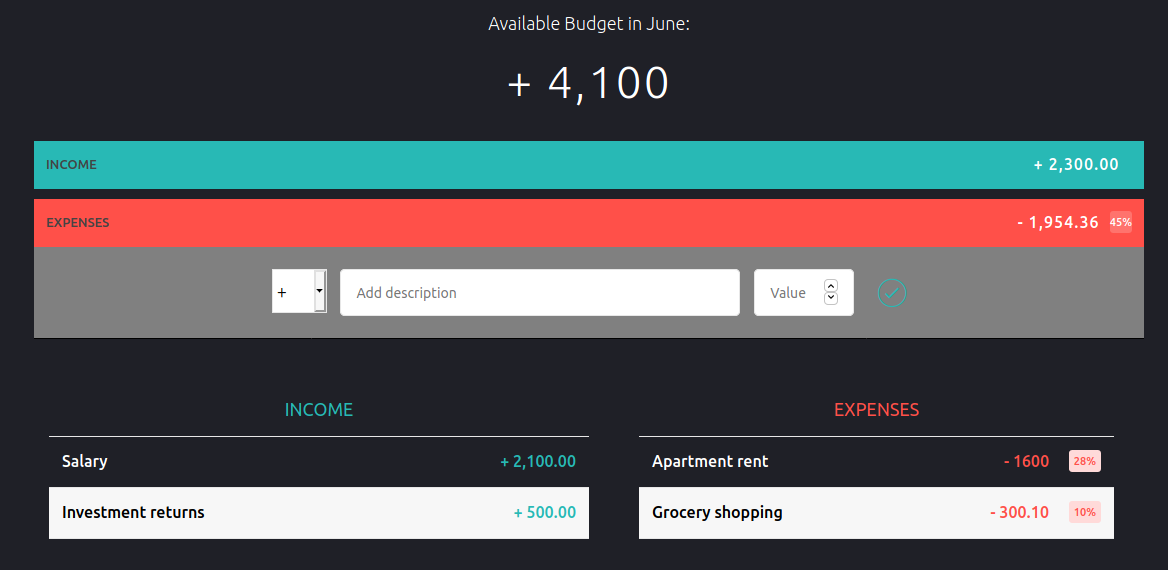 Available Budget in June:
+ 4,100
INCOME + 2,300.00
EXPENSES - 1,954.36 45%
+ Add description Value
INCOME
Salary + 2,100.00
Investment returns + 500.00
EXPENSES
Apartment rent - 1600 28%
Grocery shopping - 300.10 10%